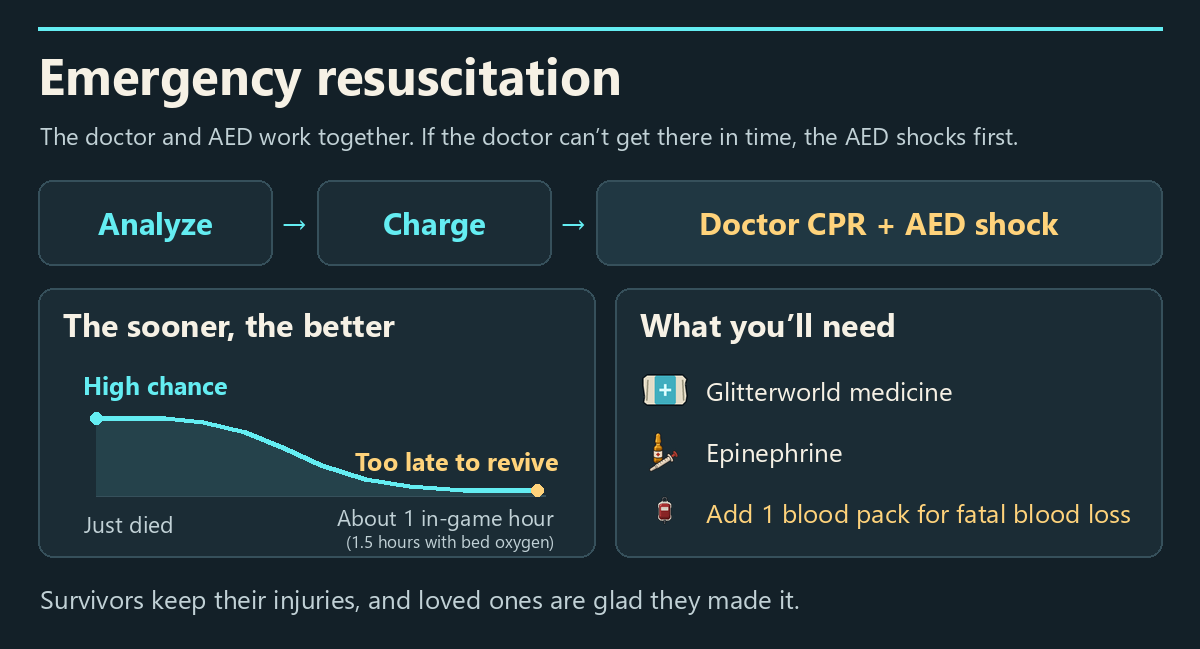 Emergency resuscitation
The doctor and AED work together. If the doctor can’t get there in time, the AED shocks first.
Analyze
→
Charge
→
Doctor CPR + AED shock
The sooner, the better
High chance
Too late to revive
Just died
About 1 in-game hour
(1.5 hours with bed oxygen)
What you’ll need
Glitterworld medicine
Epinephrine
Add 1 blood pack for fatal blood loss
Survivors keep their injuries, and loved ones are glad they made it.